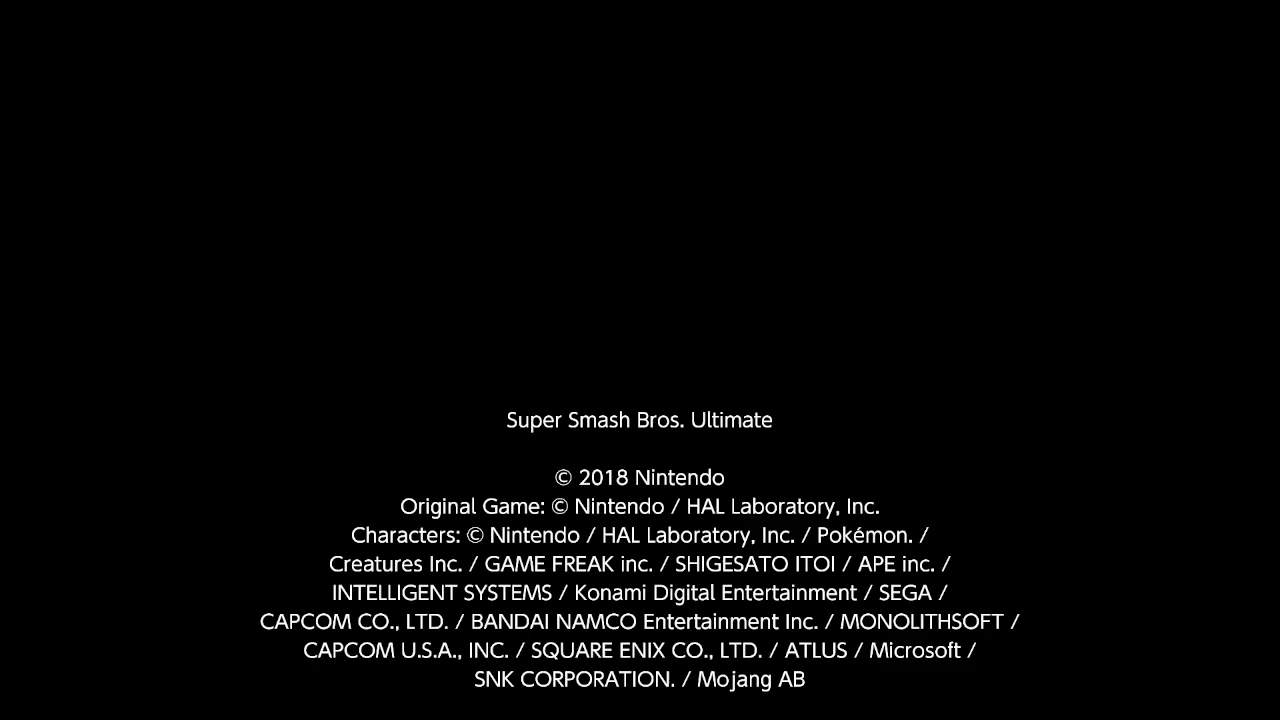 Super Smash Bros. Ultimate
© 2018 Nintendo
Original Game: © Nintendo / HAL Laboratory, Inc.
Characters: © Nintendo / HAL Laboratory, Inc. / Pokémon. /
Creatures Inc. / GAME FREAK inc. / SHIGESATO ITOI / APE inc. /
INTELLIGENT SYSTEMS / Konami Digital Entertainment / SEGA /
CAPCOM CO., LTD. / BANDAI NAMCO Entertainment Inc. / MONOLITHSOFT /
CAPCOM U.S.A., INC. / SQUARE ENIX CO., LTD. / ATLUS / Microsoft /
SNK CORPORATION. / Mojang AB